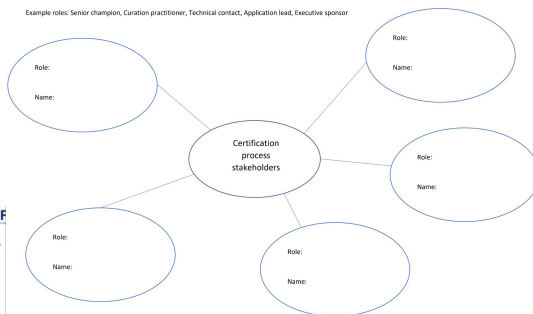 Example roles: Senior champion, Curation practitioner, Technical contact, Application lead, Executive sponsor
Role:
Name:
Role:
Name:
Certification
process
stakeholders
Role:
Name:
Role:
Name:
Role:
Name:
F